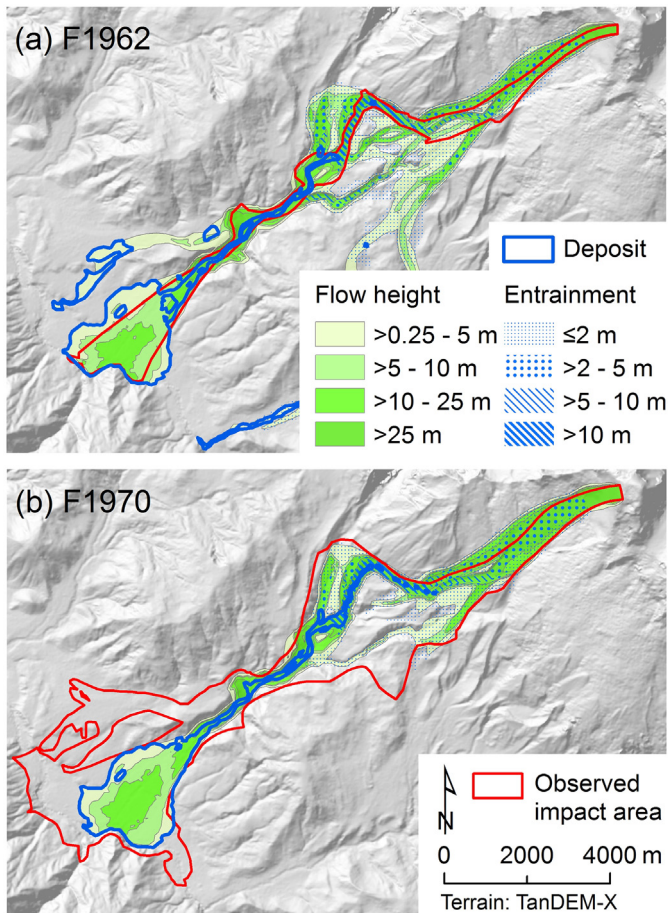 (a) F1962
Deposit
Flow height
Entrainment
>0.25 - 5 m
≤2 m
>5 - 10 m
>2 - 5 m
>10 - 25 m
>5 - 10 m
>25 m
>10 m
(b) F1970
Observed
impact area
N
0 2000 4000 m
Terrain: TanDEM-X